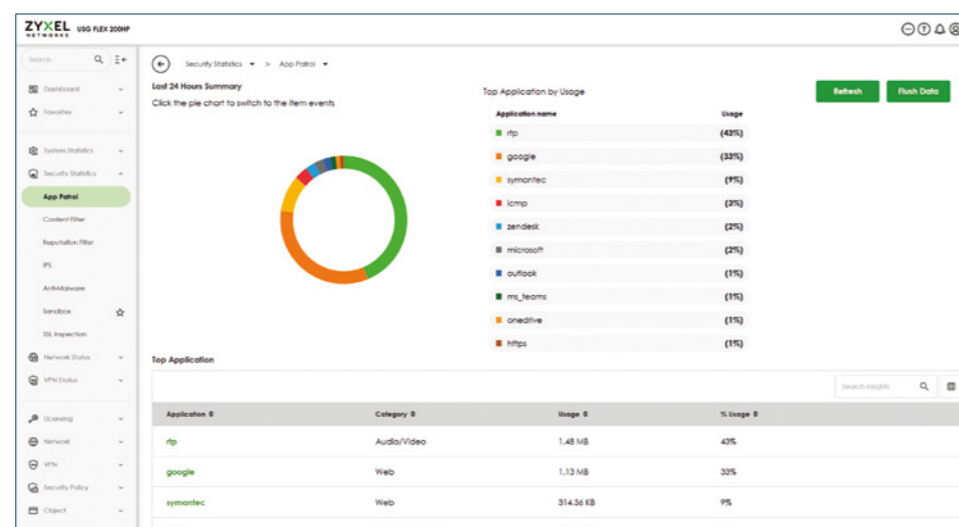 ZYXEL USG FLEX 200HP
NETWORKS
Search
Dashboard
Favorites
System Statistics
Security Statistics
App Patrol
Content Filter
Reputation Filter
IPS
Anti-Malware
Sandbox
SSL Inspection
Network Status
VPN Status
Licensing
Network
VPN
Security Policy
Object
Security Statistics > App Patrol
Last 24 Hours Summary
Click the pie chart to switch to the item events
Top Application by Usage
Refresh Flush Data
Application name Usage
rtp (43%)
google (33%)
symantec (9%)
icmp (3%)
zendesk (2%)
microsoft (2%)
outlook (1%)
ms_teams (1%)
onedrive (1%)
https (1%)
Top Application
Search insights
Application Category Usage % Usage
rtp Audio/Video 1.48 MB 43%
google Web 1.13 MB 33%
symantec Web 314.36 KB 9%